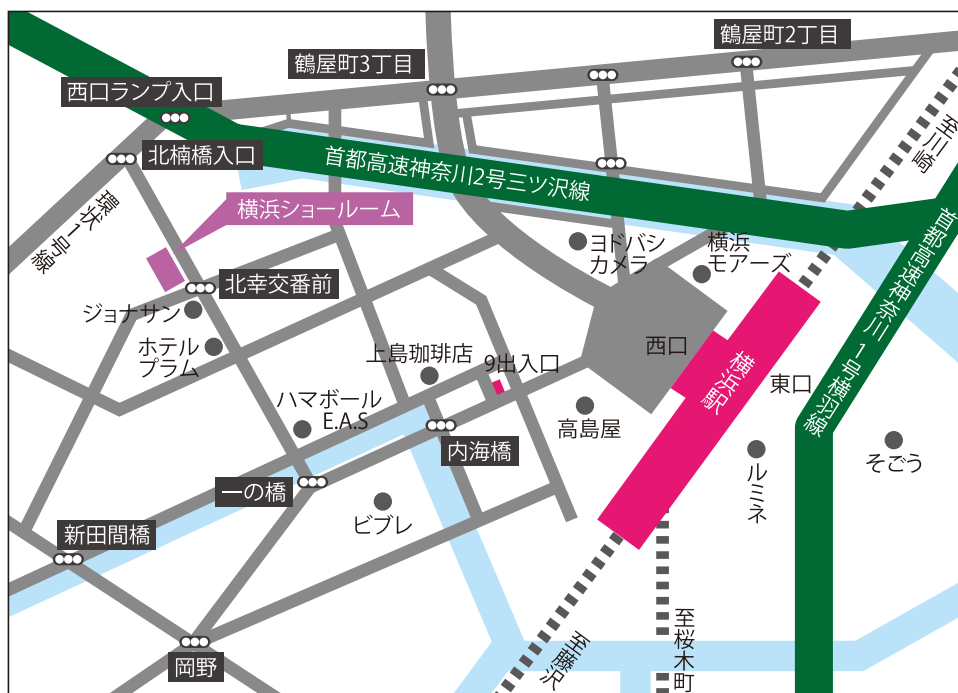 鶴屋町2丁目
鶴屋町3丁目
西口ランプ入口
北楠橋入口
首都高速神奈川2号三ツ沢線
至川崎
環状1号線
横浜ショールーム
首都高速神奈川1号横羽線
ヨドバシ
カメラ
横浜
モアーズ
北幸交番前
ジョナサン
ホテル
プラム
上島珈琲店
9出入口
西口
横浜駅
東口
ハマボール
E.A.S
高島屋
内海橋
ルミネ
そごう
一の橋
ビブレ
新田間橋
岡野
至藤沢
至桜木町